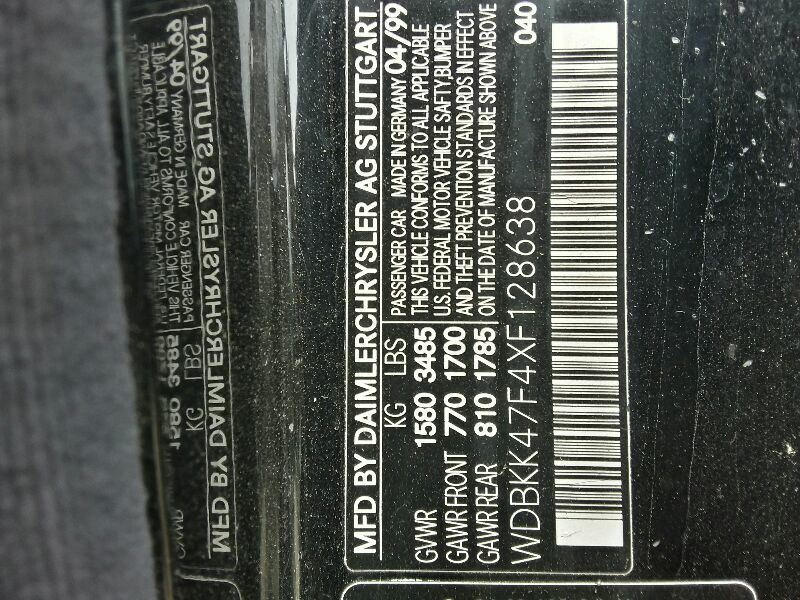 MFD BY DAIMLERCHRYSLER AG STUTTGART
KG LBS
GVWR 1580 3485
GAWR FRONT 770 1700
GAWR REAR 810 1785
PASSENGER CAR MADE IN GERMANY 04/99
THIS VEHICLE CONFORMS TO ALL APPLICABLE
U.S. FEDERAL MOTOR VEHICLE SAFTY, BUMPER
AND THEFT PREVENTION STANDARDS IN EFFECT
ON THE DATE OF MANUFACTURE SHOWN ABOVE
WDBKK47F4XF128638 040